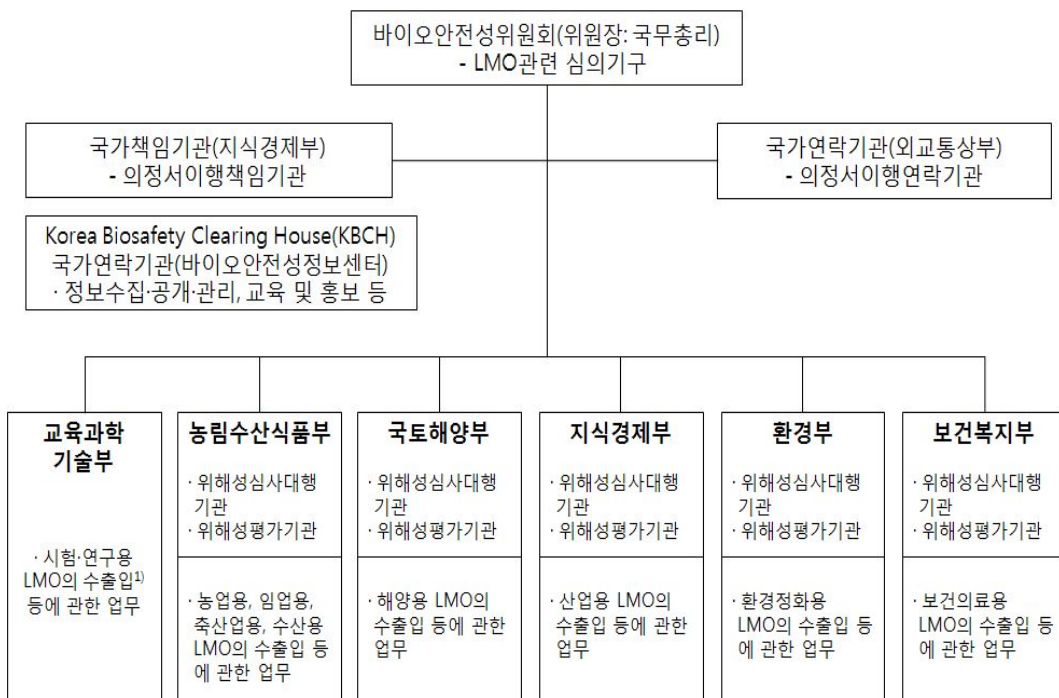 바이오안전성위원회(위원장: 국무총리)
- LMO관련 심의기구
국가책임기관(지식경제부)
- 의정서이행책임기관
국가연락기관(외교통상부)
- 의정서이행연락기관
Korea Biosafety Clearing House(KBCH)
국가연락기관(바이오안전성정보센터)
· 정보수집·공개·관리, 교육 및 홍보 등
교육과학
기술부
· 시험·연구용
LMO의 수출입1)
등에 관한 업무
농림수산식품부
· 위해성심사대행
기관
· 위해성평가기관
· 농업용, 임업용,
축산업용, 수산용
LMO의 수출입 등
에 관한 업무
국토해양부
· 위해성심사대행
기관
· 위해성평가기관
· 해양용 LMO의
수출입 등에 관한
업무
지식경제부
· 위해성심사대행
기관
· 위해성평가기관
· 산업용 LMO의
수출입 등에 관한
업무
환경부
· 위해성심사대행
기관
· 위해성평가기관
· 환경정화용
LMO의 수출입 등
에 관한 업무
보건복지부
· 위해성심사대행
기관
· 위해성평가기관
· 보건의료용
LMO의 수출입 등
에 관한 업무